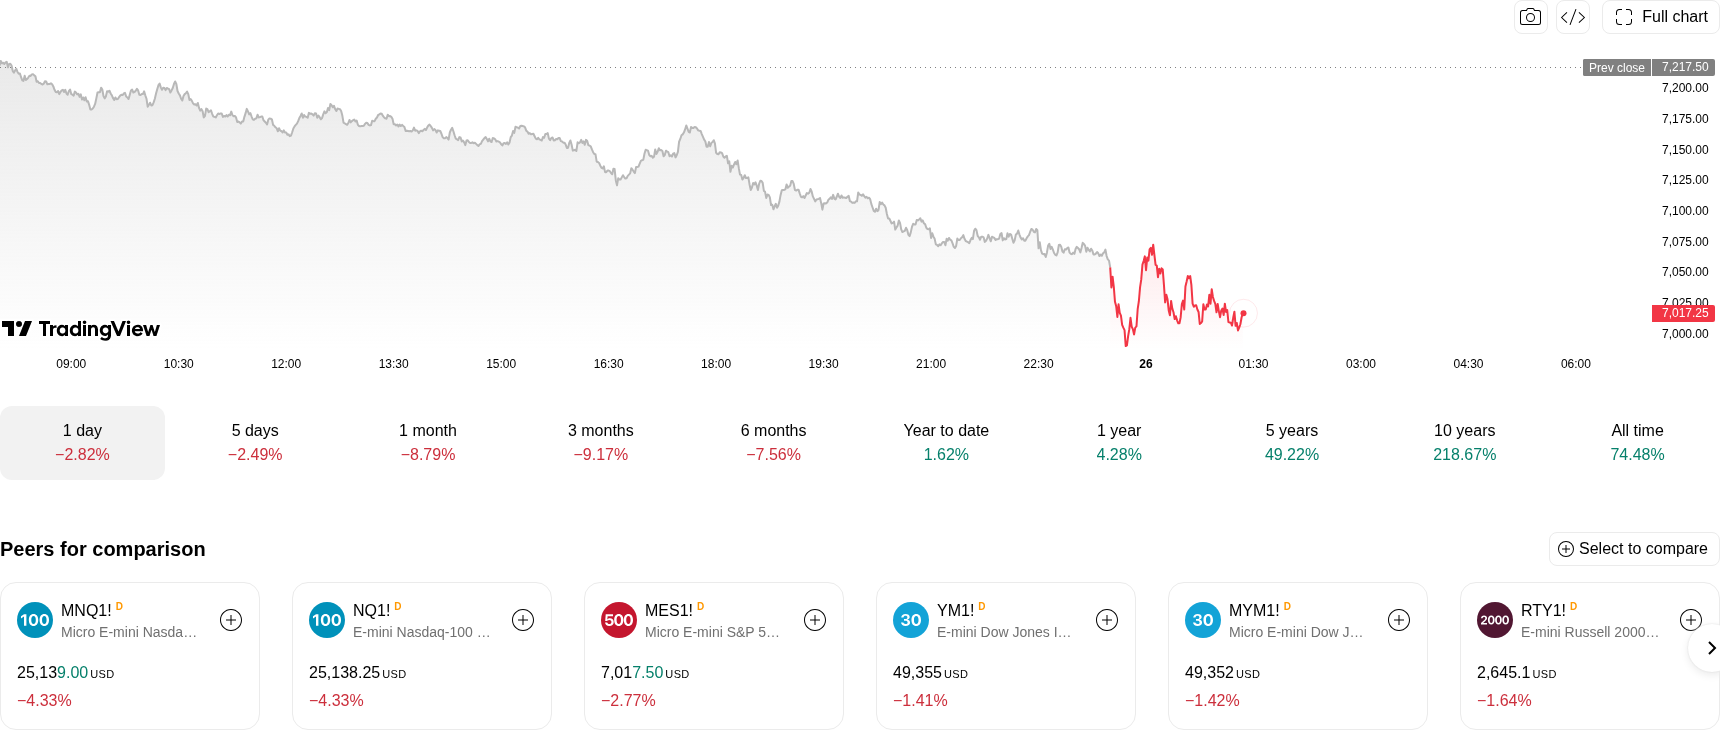 Full chart
Prev close 7,217.50
7,200.00
7,175.00
7,150.00
7,125.00
7,100.00
7,075.00
7,050.00
7,025.00
7,017.25
7,000.00
TradingView
09:00 10:30 12:00 13:30 15:00 16:30 18:00 19:30 21:00 22:30 26 01:30 03:00 04:30 06:00
1 day 5 days 1 month 3 months 6 months Year to date 1 year 5 years 10 years All time
−2.82% −2.49% −8.79% −9.17% −7.56% 1.62% 4.28% 49.22% 218.67% 74.48%
Peers for comparison
Select to compare
100 MNQ1! D
Micro E-mini Nasda…
25,139.00 USD
−4.33%
100 NQ1! D
E-mini Nasdaq-100 …
25,138.25 USD
−4.33%
500 MES1! D
Micro E-mini S&P 5…
7,017.50 USD
−2.77%
30 YM1! D
E-mini Dow Jones I…
49,355 USD
−1.41%
30 MYM1! D
Micro E-mini Dow J…
49,352 USD
−1.42%
2000 RTY1! D
E-mini Russell 2000…
2,645.1 USD
−1.64%